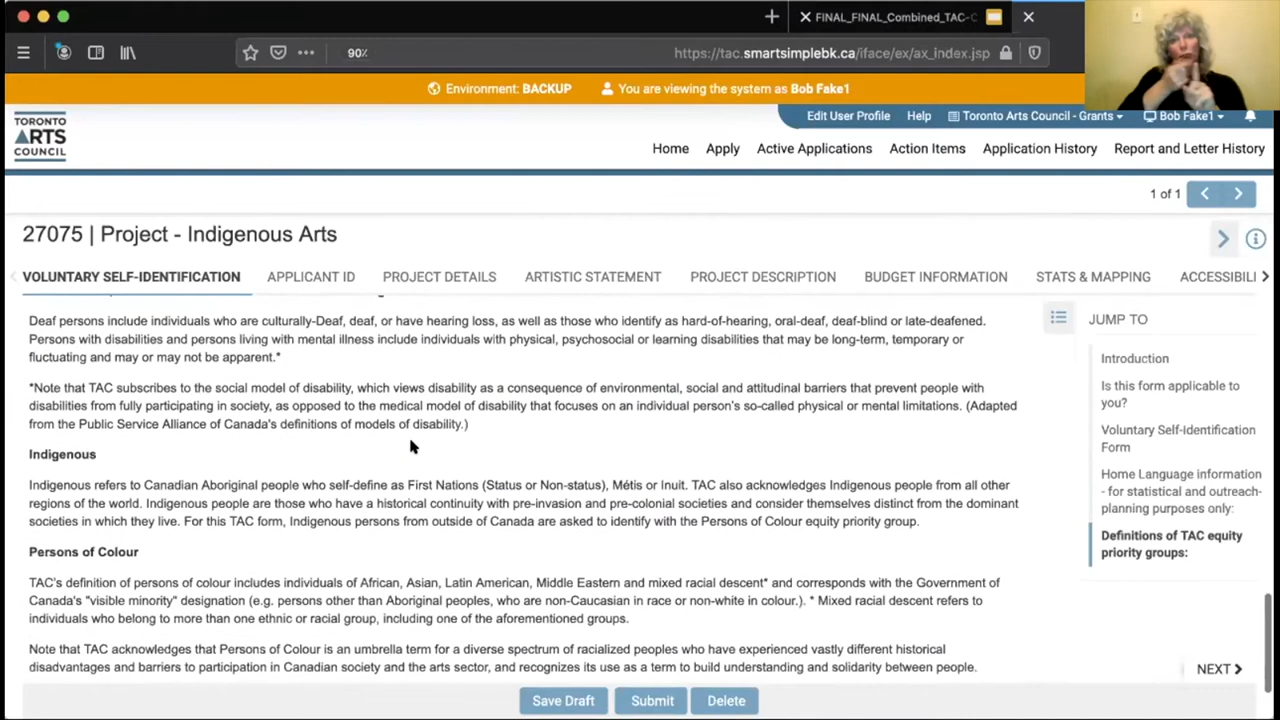 FINAL_FINAL_Combined_TAC-C
90%
https://tac.smartsimplebk.ca/iface/ex/ax_index.jsp
Environment: BACKUP You are viewing the system as Bob Fake1
TORONTO
ARTS
COUNCIL
Edit User Profile Help Toronto Arts Council - Grants Bob Fake1
Home Apply Active Applications Action Items Application History Report and Letter History
1 of 1
27075 | Project - Indigenous Arts
VOLUNTARY SELF-IDENTIFICATION APPLICANT ID PROJECT DETAILS ARTISTIC STATEMENT PROJECT DESCRIPTION BUDGET INFORMATION STATS & MAPPING ACCESSIBILI
Deaf persons include individuals who are culturally-Deaf, deaf, or have hearing loss, as well as those who identify as hard-of-hearing, oral-deaf, deaf-blind or late-deafened.
Persons with disabilities and persons living with mental illness include individuals with physical, psychosocial or learning disabilities that may be long-term, temporary or
fluctuating and may or may not be apparent.*
*Note that TAC subscribes to the social model of disability, which views disability as a consequence of environmental, social and attitudinal barriers that prevent people with
disabilities from fully participating in society, as opposed to the medical model of disability that focuses on an individual person's so-called physical or mental limitations. (Adapted
from the Public Service Alliance of Canada's definitions of models of disability.)
Indigenous
Indigenous refers to Canadian Aboriginal people who self-define as First Nations (Status or Non-status), Métis or Inuit. TAC also acknowledges Indigenous people from all other
regions of the world. Indigenous people are those who have a historical continuity with pre-invasion and pre-colonial societies and consider themselves distinct from the dominant
societies in which they live. For this TAC form, Indigenous persons from outside of Canada are asked to identify with the Persons of Colour equity priority group.
Persons of Colour
TAC's definition of persons of colour includes individuals of African, Asian, Latin American, Middle Eastern and mixed racial descent* and corresponds with the Government of
Canada's "visible minority" designation (e.g. persons other than Aboriginal peoples, who are non-Caucasian in race or non-white in colour.). * Mixed racial descent refers to
individuals who belong to more than one ethnic or racial group, including one of the aforementioned groups.
Note that TAC acknowledges that Persons of Colour is an umbrella term for a diverse spectrum of racialized peoples who have experienced vastly different historical
disadvantages and barriers to participation in Canadian society and the arts sector, and recognizes its use as a term to build understanding and solidarity between people.
JUMP TO
Introduction
Is this form applicable to
you?
Voluntary Self-Identification
Form
Home Language information
- for statistical and outreach-
planning purposes only:
Definitions of TAC equity
priority groups:
NEXT
Save Draft Submit Delete